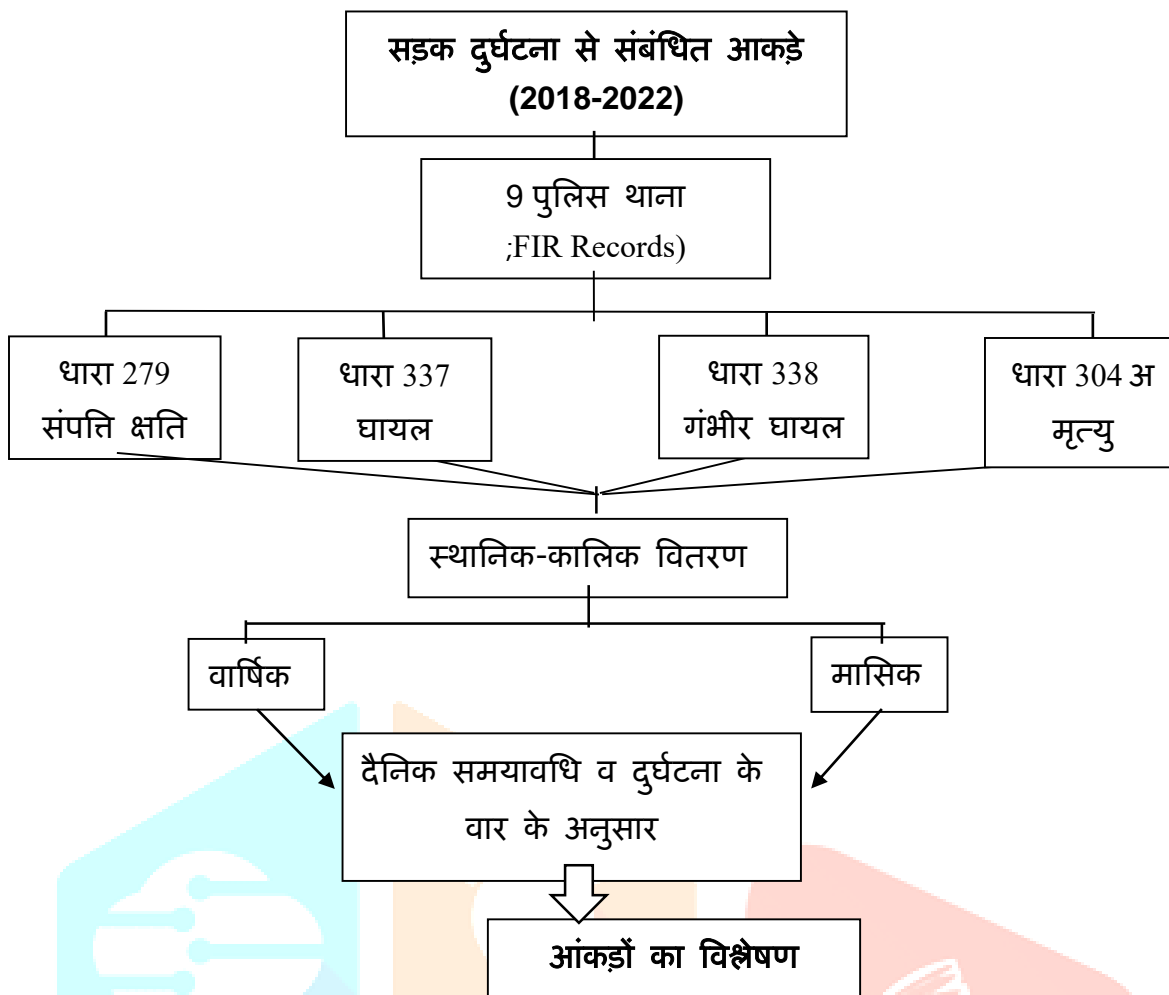 सड़क दुर्घटना से संबंधित आकड़े
(2018-2022)
9 पुलिस थाना
;FIR Records)
धारा 279
संपत्ति क्षति
धारा 337
घायल
धारा 338
गंभीर घायल
धारा 304 अ
मृत्यु
स्थानिक-कालिक वितरण
वार्षिक
मासिक
दैनिक समयावधि व दुर्घटना के
वार के अनुसार
आंकड़ों का विश्लेषण